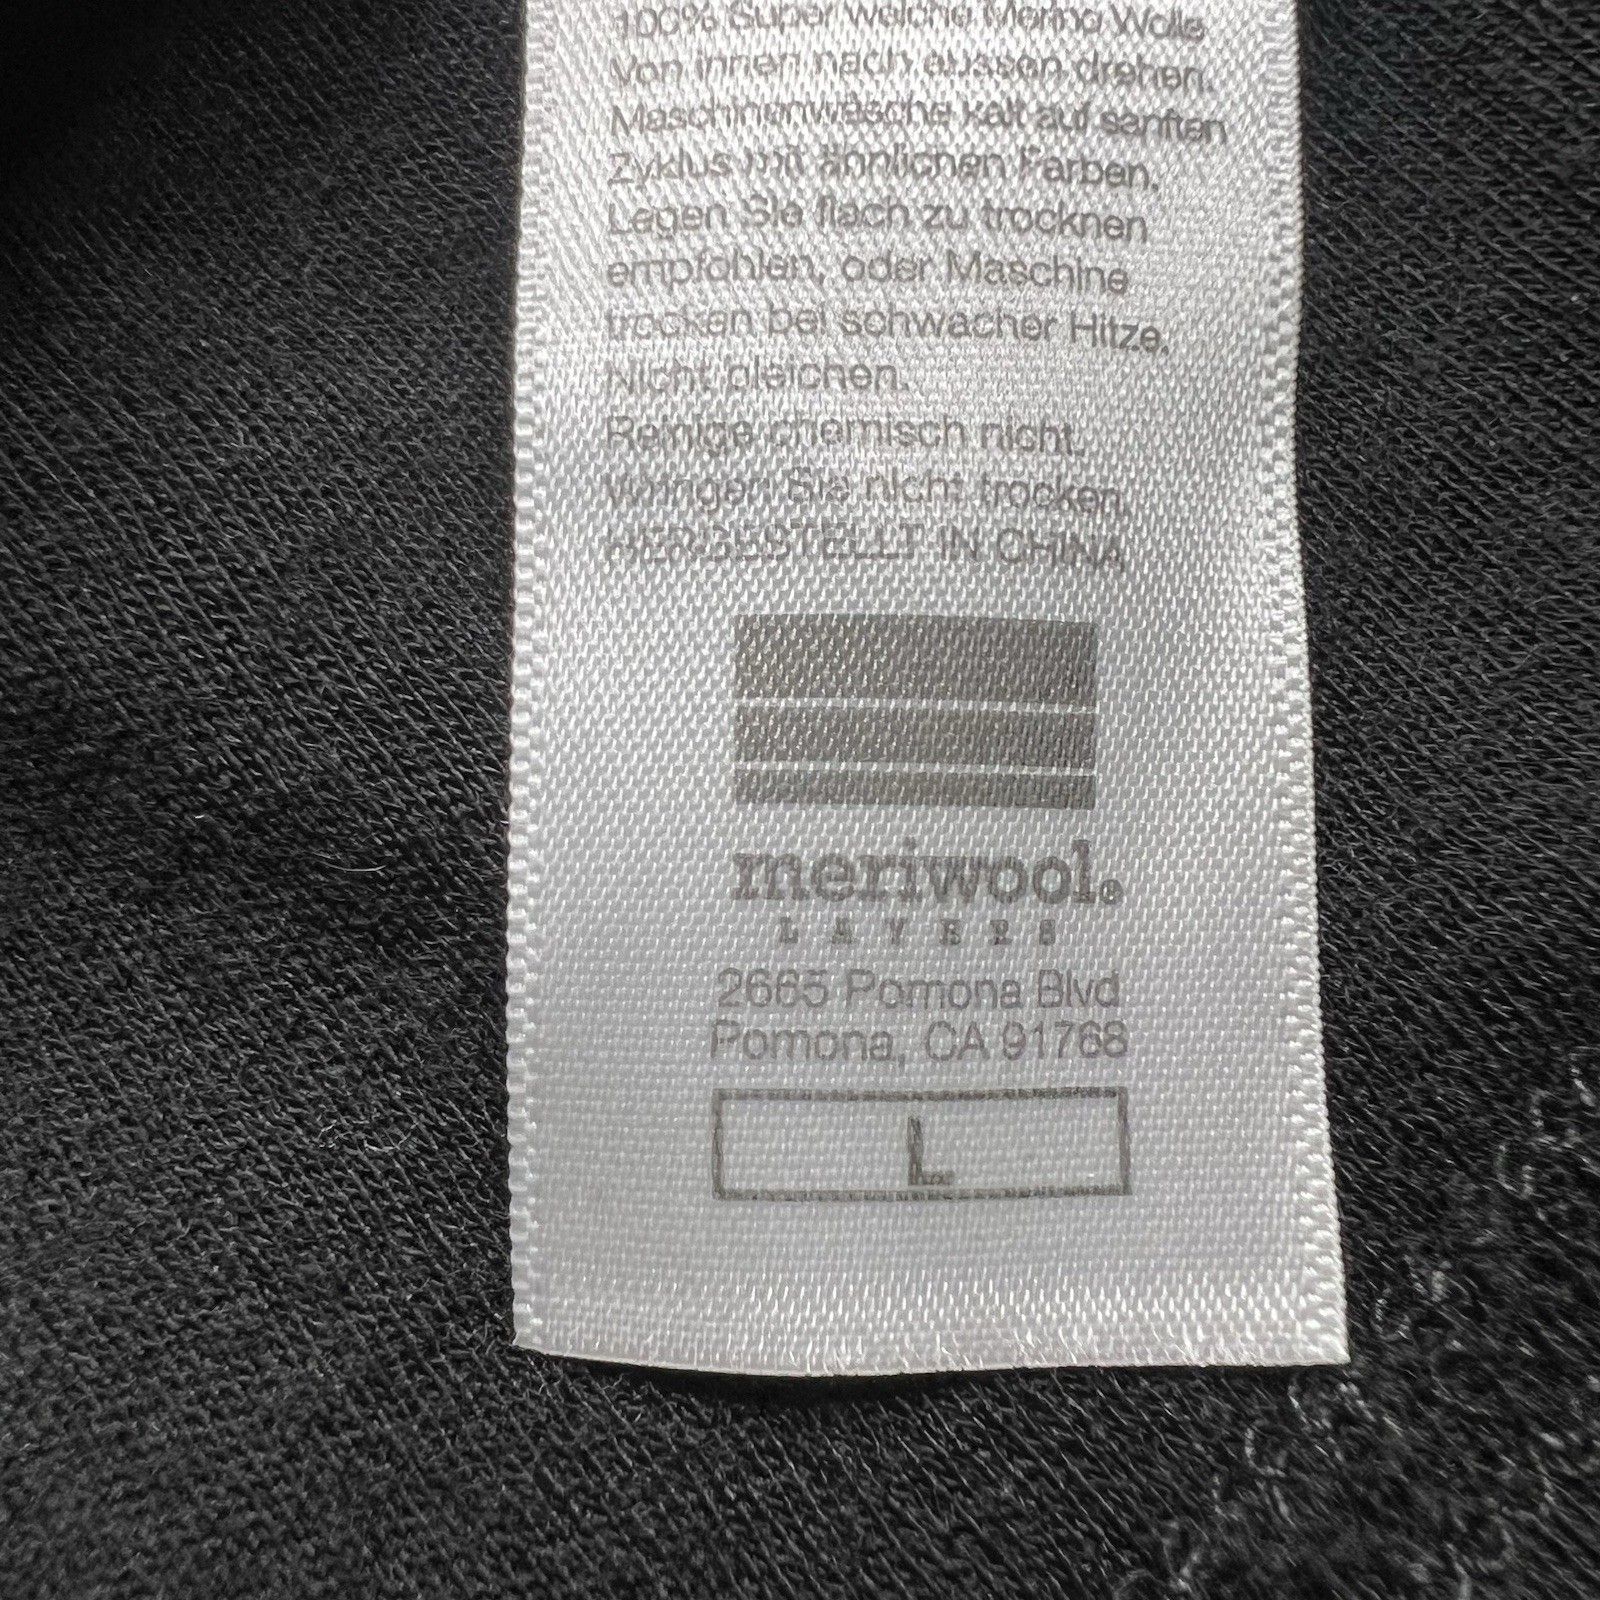 100% Super weiche Merino Wolle
Von innen nach aussen drehen.
Maschinenwäsche kalt auf sanften
Zyklus mit ähnlichen Farben.
Legen Sie flach zu trocknen
empfohlen, oder Maschine
trocken bei schwacher Hitze.
Nicht bleichen.
Reinige chemisch nicht.
Wringen Sie nicht trocken.
HERGESTELLT IN CHINA
meriwool®
LAYERS
2665 Pomona Blvd
Pomona, CA 91768
L